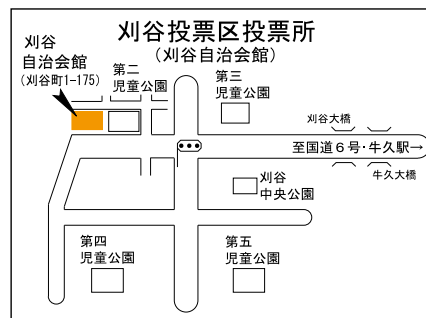 刈谷投票区投票所
(刈谷自治会館)
刈谷
自治会館
(刈谷町1-175)
第二
児童公園
第三
児童公園
刈谷大橋
至国道６号・牛久駅→
牛久大橋
刈谷
中央公園
第四
児童公園
第五
児童公園